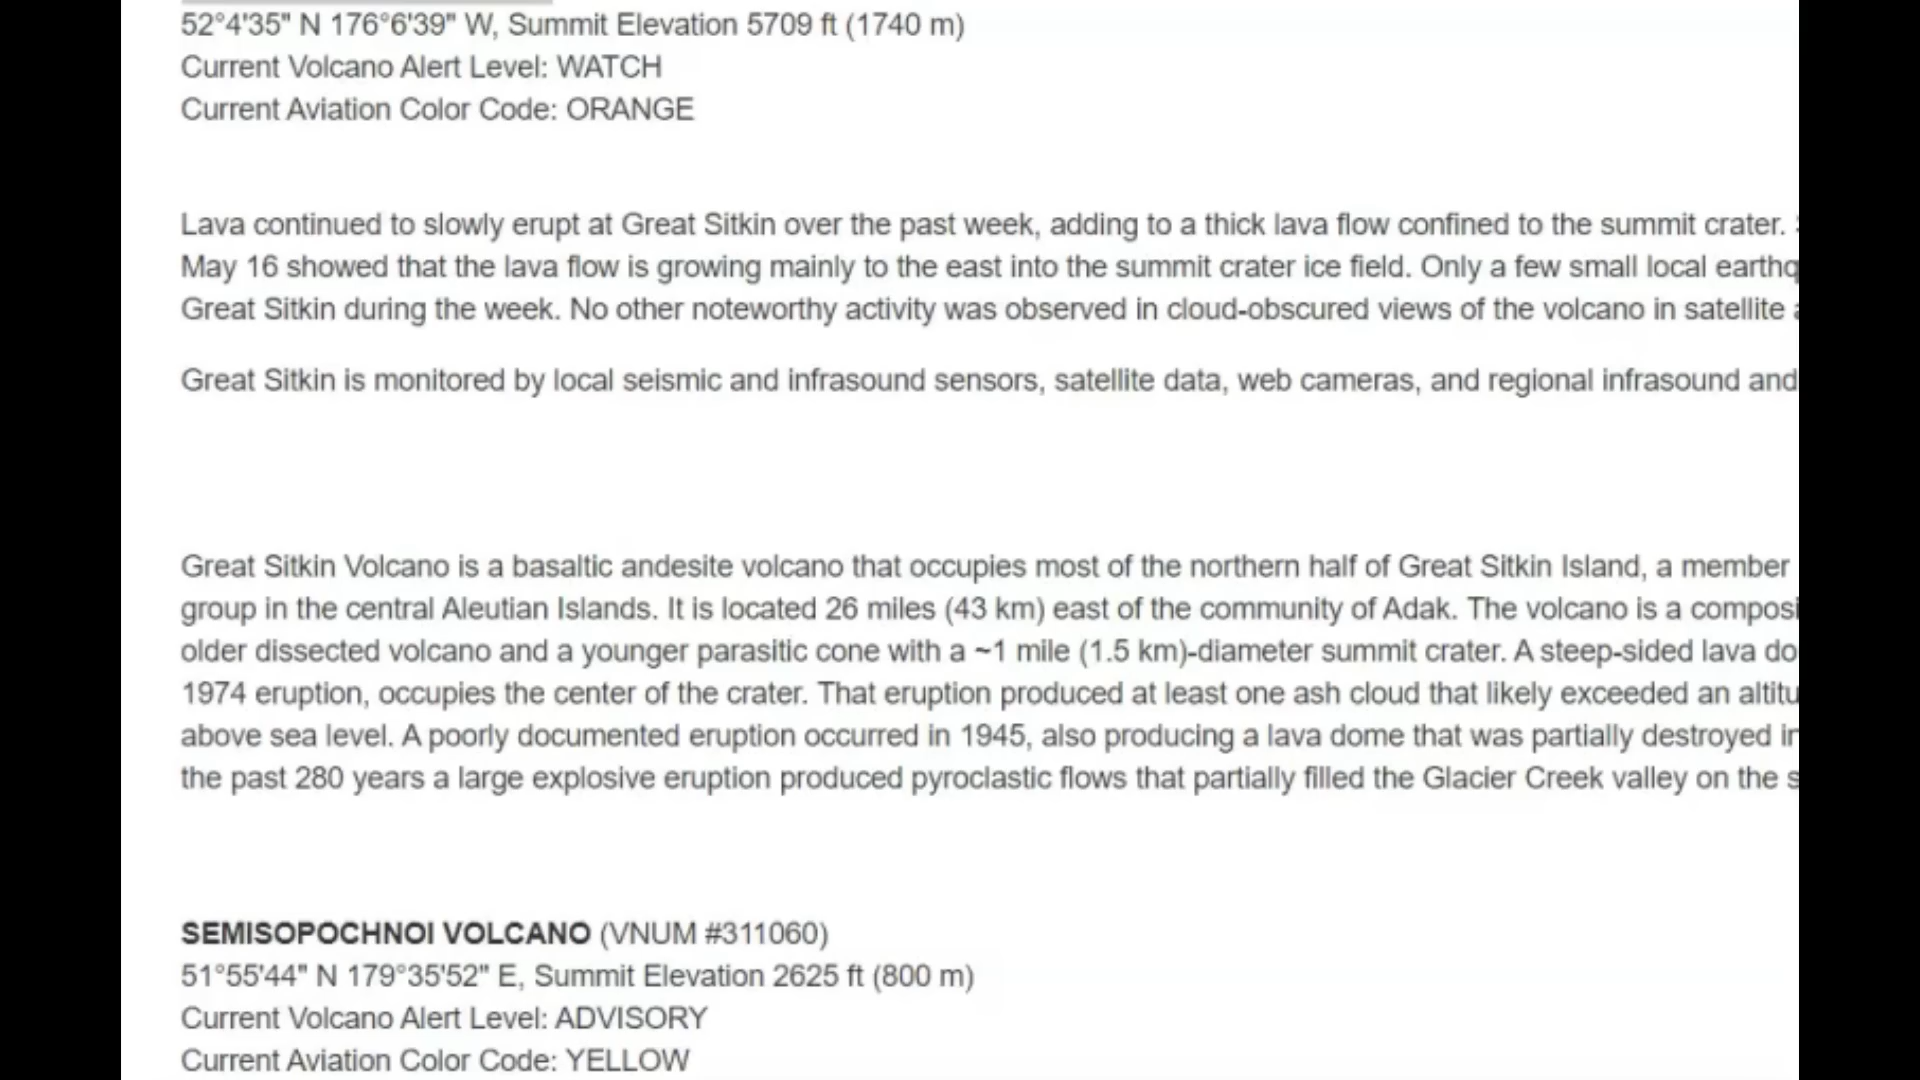 52°4'35" N 176°6'39" W, Summit Elevation 5709 ft (1740 m)
Current Volcano Alert Level: WATCH
Current Aviation Color Code: ORANGE
Lava continued to slowly erupt at Great Sitkin over the past week, adding to a thick lava flow confined to the summit crater.
May 16 showed that the lava flow is growing mainly to the east into the summit crater ice field. Only a few small local
Great Sitkin during the week. No other noteworthy activity was observed in cloud-obscured views of the volcano in satellite
Great Sitkin is monitored by local seismic and infrasound sensors, satellite data, web cameras, and regional infrasound and
Great Sitkin Volcano is a basaltic andesite volcano that occupies most of the northern half of Great Sitkin Island, a member
group in the central Aleutian Islands. It is located 26 miles (43 km) east of the community of Adak. The volcano is a
older dissected volcano and a younger parasitic cone with a ~1 mile (1.5 km)-diameter summit crater. A steep-sided lava
1974 eruption, occupies the center of the crater. That eruption produced at least one ash cloud that likely exceeded an
above sea level. A poorly documented eruption occurred in 1945, also producing a lava dome that was partially destroyed
the past 280 years a large explosive eruption produced pyroclastic flows that partially filled the Glacier Creek valley on the
SEMISOPOCHNOI VOLCANO (VNUM #311060)
51°55'44" N 179°35'52" E, Summit Elevation 2625 ft (800 m)
Current Volcano Alert Level: ADVISORY
Current Aviation Color Code: YELLOW